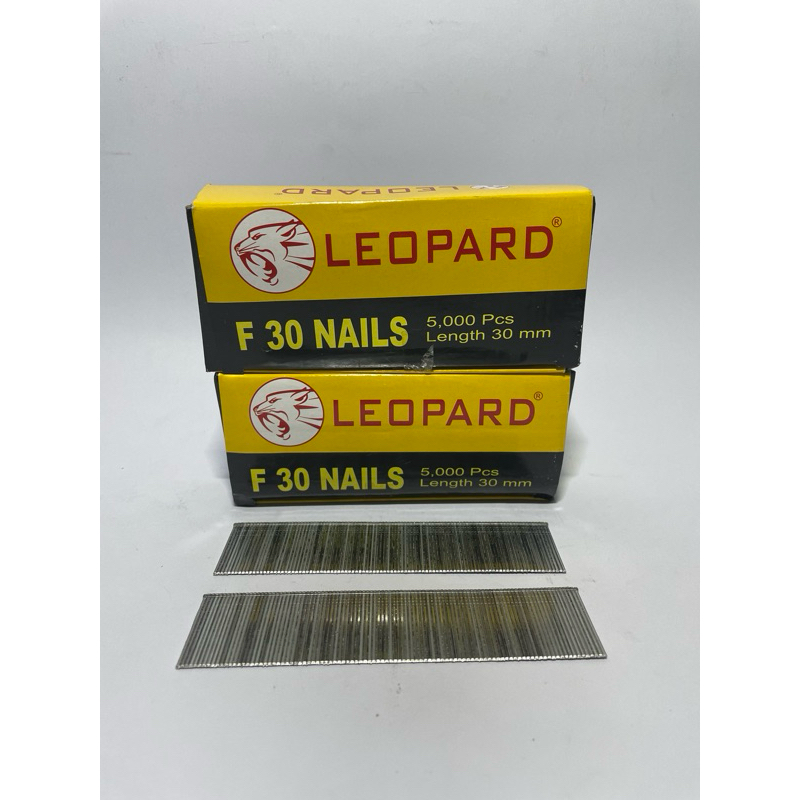 LEOPARD
LEOPARD®
F 30 NAILS
5,000 Pcs
Length 30 mm
LEOPARD®
F 30 NAILS
5,000 Pcs
Length 30 mm